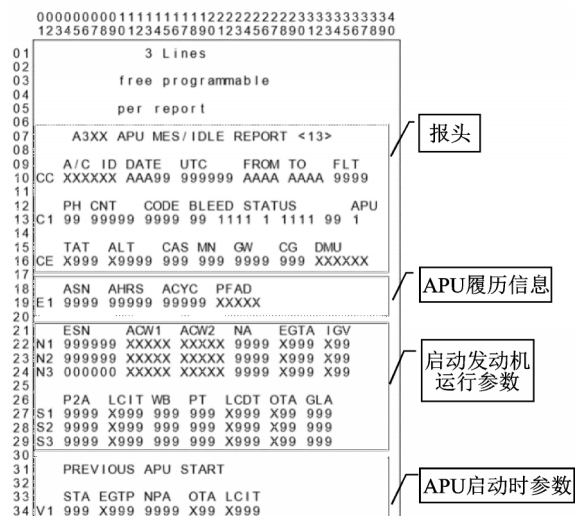 0000000001111111111222222222233333333334
1234567890123456789012345678901234567890
01 3 Lines
02
03 free programmable
04
05 per report
06
07 A3XX APU MES/IDLE REPORT <13>
08
09 A/C ID DATE UTC FROM TO FLT
10 CC XXXXXX AAA99 999999 AAAA AAAA 9999
11
12 PH CNT CODE BLEED STATUS APU
13 C1 99 99999 9999 99 1111 1 1111 99 1
14
15 TAT ALT CAS MN GW CG DMU
16 CE X999 X9999 999 999 9999 999 XXXXXX
17
18 ASN AHRS ACYC PFAD
19 E1 9999 99999 99999 XXXXX
20
21 ESN ACW1 ACW2 NA EGTA IGV
22 N1 999999 XXXXX XXXXX 9999 X999 X99
23 N2 999999 XXXXX XXXXX 9999 X999 X99
24 N3 000000 XXXXX XXXXX 9999 X999 X99
25
26 P2A LCIT WB PT LCDT OTA GLA
27 S1 9999 X999 999 999 X999 X99 999
28 S2 9999 X999 999 999 X999 X99 999
29 S3 9999 X999 999 999 X999 X99 999
30
31 PREVIOUS APU START
32
33 STA EGTP NPA OTA LCIT
34 V1 999 X999 9999 X99 X999
报头
APU履历信息
启动发动机
运行参数
APU启动时参数